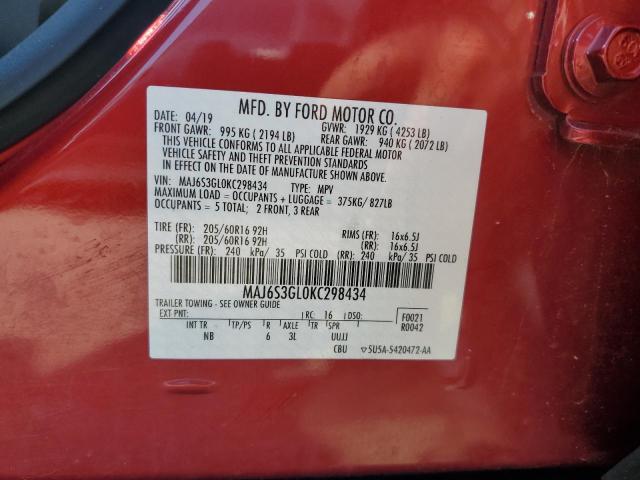 MFD. BY FORD MOTOR CO.
DATE: 04/19 GVWR: 1929 KG ( 4253 LB)
FRONT GAWR: 995 KG ( 2194 LB) REAR GAWR: 940 KG ( 2072 LB)
THIS VEHICLE CONFORMS TO ALL APPLICABLE FEDERAL MOTOR
VEHICLE SAFETY AND THEFT PREVENTION STANDARDS IN EFFECT ON
THE DATE OF MANUFACTURE SHOWN ABOVE.
VIN: MAJ6S3GL0KC298434 TYPE: MPV
MAXIMUM LOAD = OCCUPANTS + LUGGAGE = 375KG/ 827LB
OCCUPANTS = 5 TOTAL; 2 FRONT, 3 REAR
TIRE (FR): 205/60R16 92H RIMS (FR): 16x6.5J
(RR): 205/60R16 92H (RR): 16x6.5J
PRESSURE (FR): 240 kPa/ 35 PSI COLD (RR) 240 kPa/ 35 PSI COLD
MAJ6S3GL0KC298434
TRAILER TOWING - SEE OWNER GUIDE
EXT PNT: RC: 16 DSO: F0021
R0042
INT TR TP/PS R AXLE TR SPR
NB 6 3L UUJJ
CBU 5U5A-5420472-AA